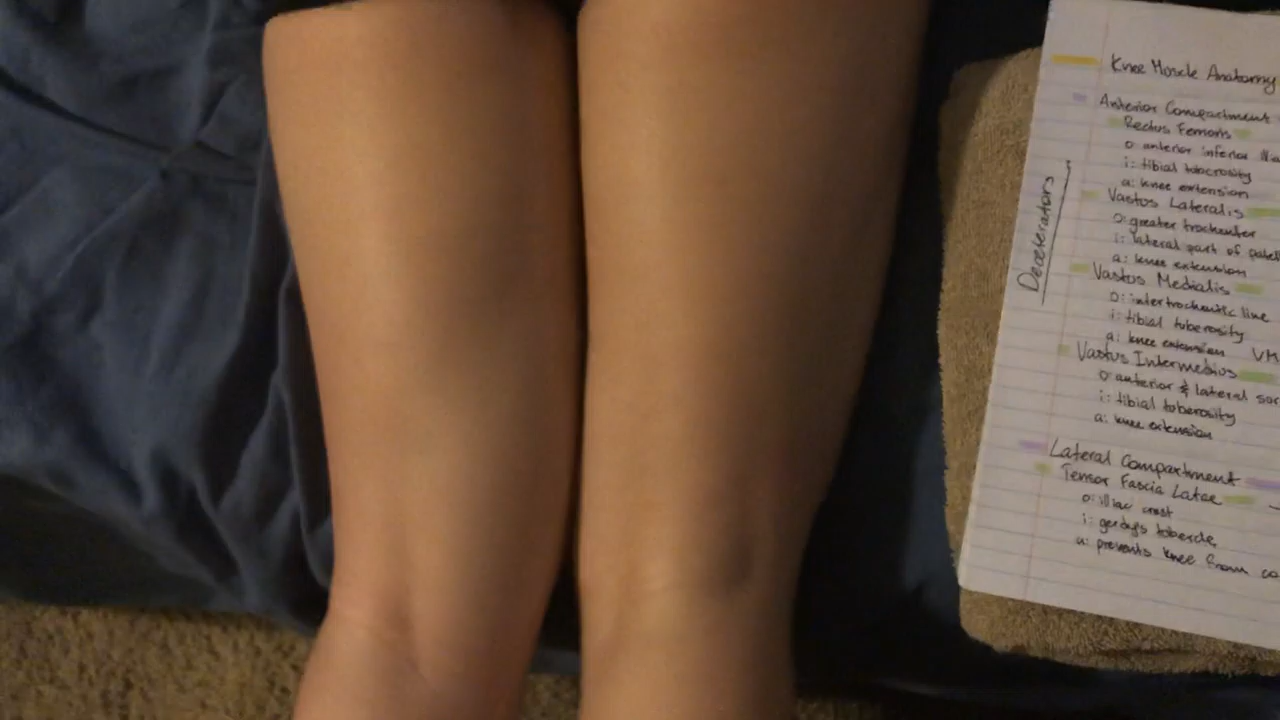 Knee Muscle Anatomy
Anterior Compartment
Rectus Femoris
o anterior inferior
i: tibial tuberosity
a: knee extension
Vastus Lateralis
o: greater trochanter
i: lateral part of
a: knee extension
Vastus Medialis
o: intertrochantic line
i: tibial tuberosity
a: knee extension VM
Vastus Intermedius
o anterior & lateral
i: tibial tuberosity
a: knee extension
Decelerators
Lateral Compartment
Tensor Fascia Latae
o: iliac crest
i: gerdys tubercle
a: prevents knee from